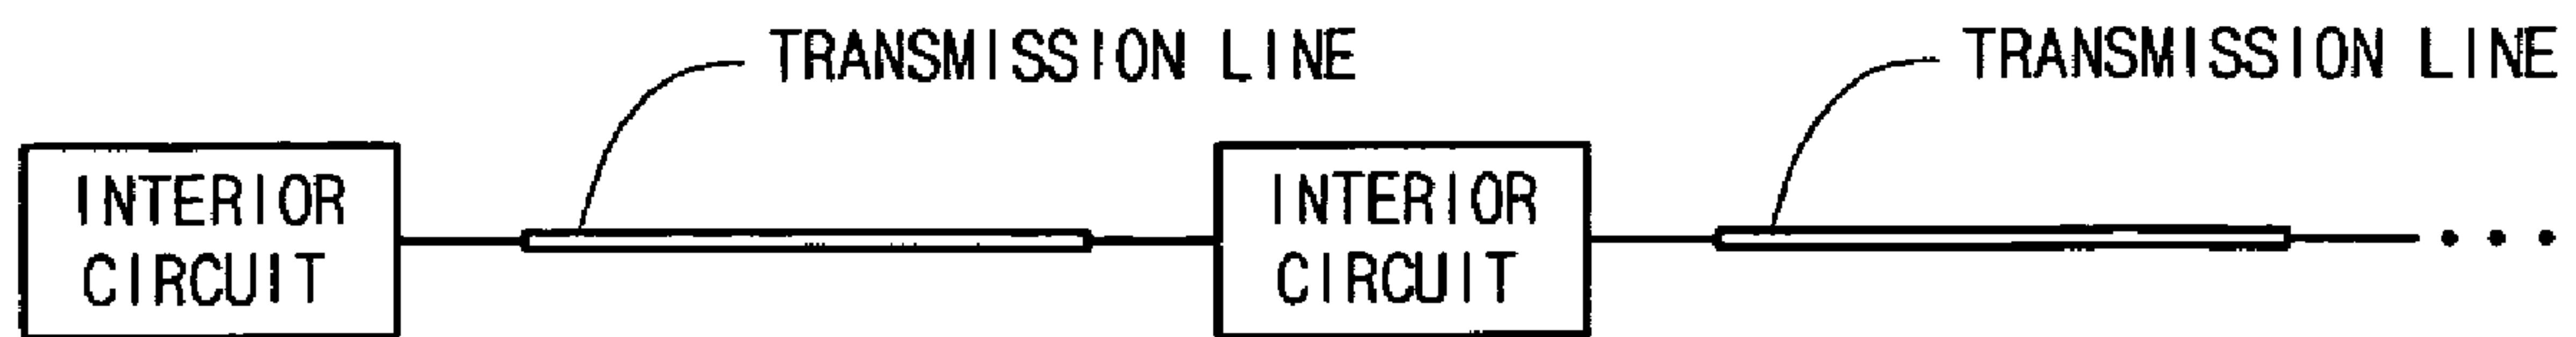 TRANSMISSION LINE
TRANSMISSION LINE
INTERIOR
CIRCUIT
INTERIOR
CIRCUIT